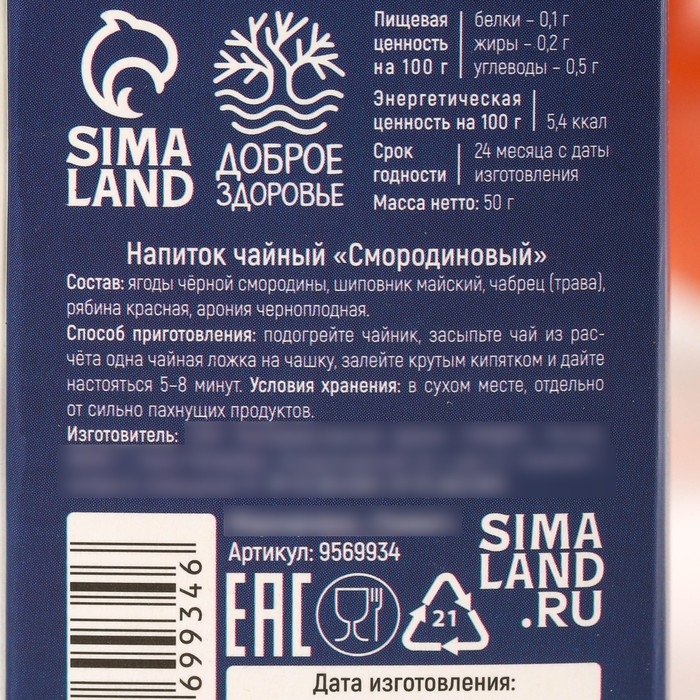 SIMA
LAND
ДОБРОЕ
ЗДОРОВЬЕ
Пищевая
ценность
на 100 г
белки – 0,1 г
жиры – 0,2 г
углеводы – 0,5 г
Энергетическая
ценность на 100 г
5,4 ккал
Срок
годности
24 месяца с даты
изготовления
Масса нетто: 50 г
Напиток чайный «Смородиновый»
Состав: ягоды чёрной смородины, шиповник майский, чабрец (трава),
рябина красная, арония черноплодная.
Способ приготовления: подогрейте чайник, засыпьте чай из рас-
чёта одна чайная ложка на чашку, залейте крутым кипятком и дайте
настояться 5–8 минут. Условия хранения: в сухом месте, отдельно
от сильно пахнущих продуктов.
Изготовитель:
Артикул: 9569934
SIMA
LAND
.RU
EAC
21
699346
Дата изготовления: